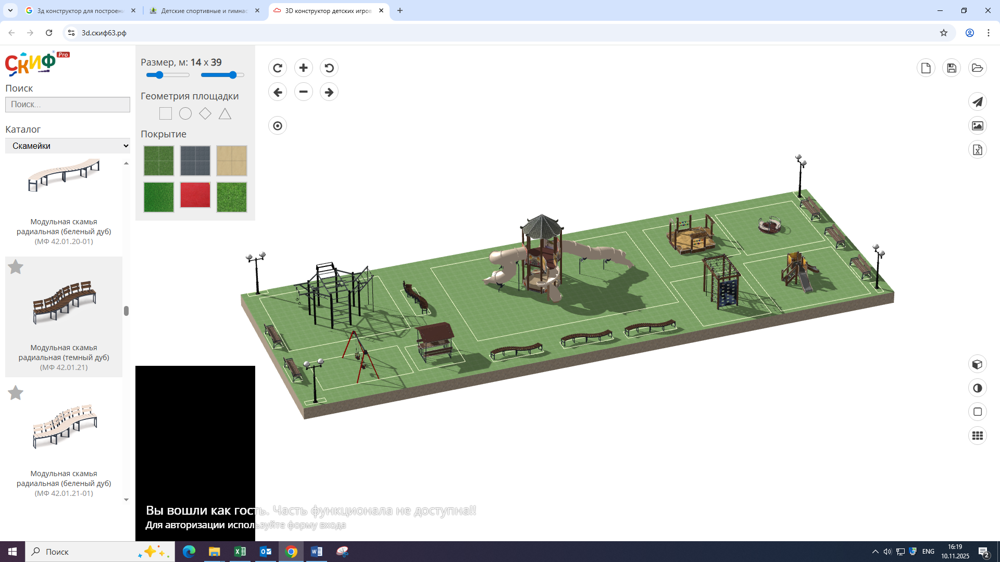 3д конструктор для построени
Детские спортивные и гимнас
3D конструктор детских игров
3d.скиф63.рф
СКИФ Pro
Поиск
Поиск...
Каталог
Скамейки
Модульная скамья
радиальная (беленый дуб)
(МФ 42.01.20-01)
Модульная скамья
радиальная (темный дуб)
(МФ 42.01.21)
Модульная скамья
радиальная (беленый дуб)
(МФ 42.01.21-01)
Размер, м: 14 x 39
Геометрия площадки
Покрытие
Вы вошли как гость. Часть функционала не доступна!!
Для авторизации используйте форму входа
Поиск
ENG
16:19
10.11.2025
2